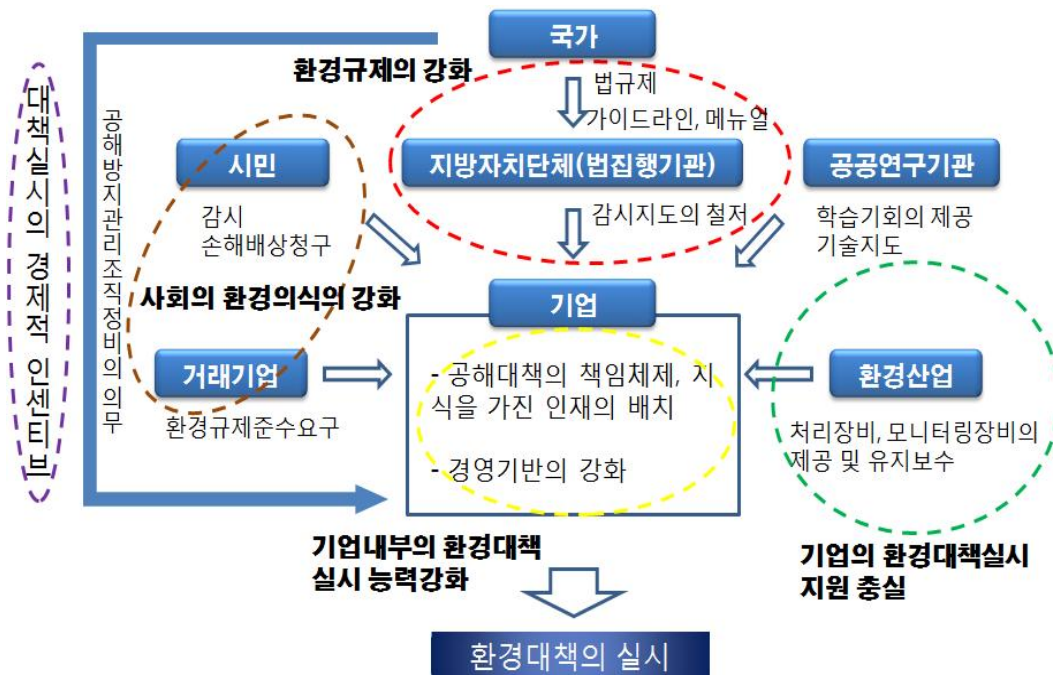 국가
환경규제의 강화
법규제
가이드라인, 메뉴얼
시민
지방자치단체(법집행기관)
공공연구기관
감시
손해배상청구
감시지도의 철저
학습기회의 제공
기술지도
대책실시의 경제적 인센티브
공해방지관리조직정비의 의무
사회의 환경의식의 강화
기업
거래기업
환경규제준수요구
- 공해대책의 책임체제, 지
식을 가진 인재의 배치
- 경영기반의 강화
환경산업
처리장비, 모니터링장비의
제공 및 유지보수
기업내부의 환경대책
실시 능력강화
기업의 환경대책실시
지원 충실
환경대책의 실시